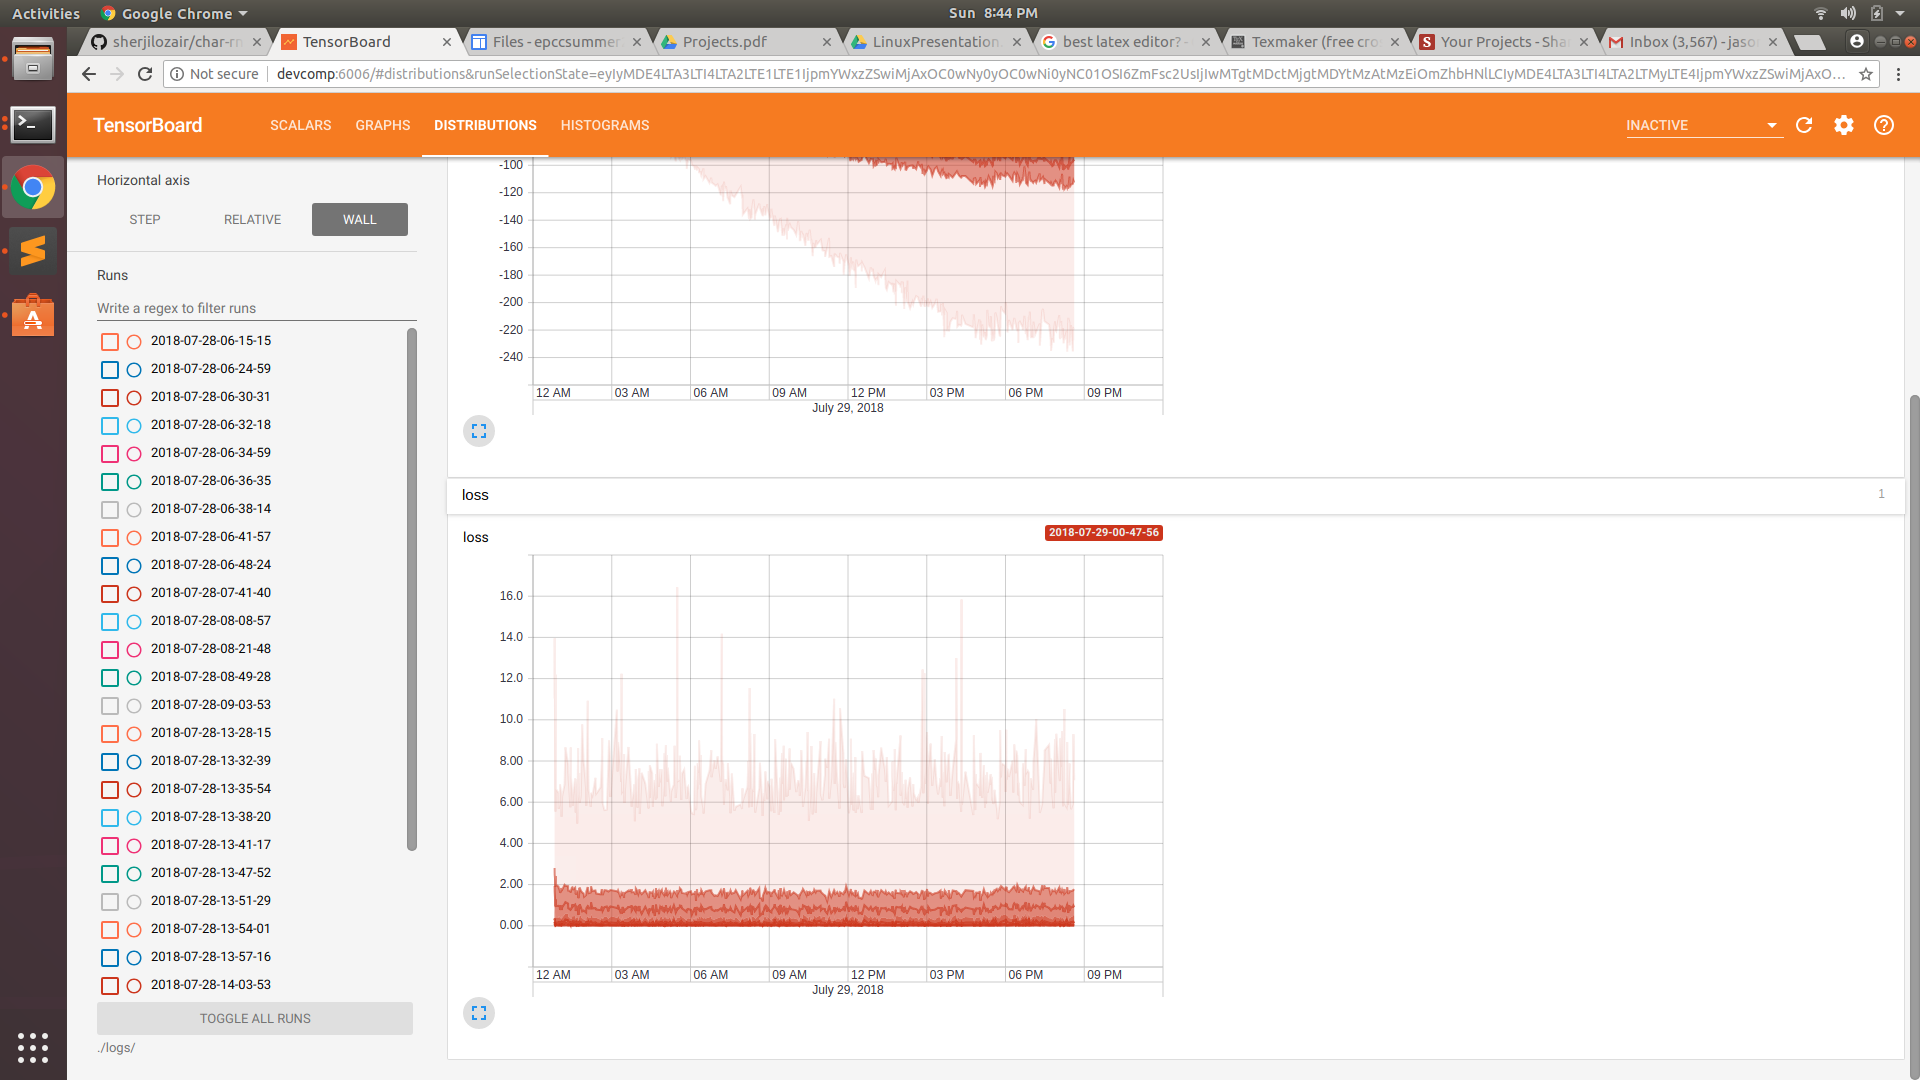 Activities Google Chrome Sun 8:44 PM
sherjilozair/char-rn TensorBoard Files - epccsummer Projects.pdf LinuxPresentation. best latex editor? - Texmaker (free cro Your Projects - Sha Inbox (3,567) - jaso
Not secure devcomp:6006/#distributions&runSelectionState=eyIyMDE4LTA3LTI4LTA2LTE1LTE1IjpmYWxzZSwiMjAxOC0wNy0yOC0wNi0yNC01OSI6ZmFsc2UsIjIwMTgtMDctMjgtMDYtMzAtMzEiOmZhbHNlLCIyMDE4LTA3LTI4LTA2LTMyLTE4IjpmYWxzZSwiMjAxO...
TensorBoard SCALARS GRAPHS DISTRIBUTIONS HISTOGRAMS INACTIVE
Horizontal axis
STEP RELATIVE WALL
Runs
Write a regex to filter runs
2018-07-28-06-15-15
2018-07-28-06-24-59
2018-07-28-06-30-31
2018-07-28-06-32-18
2018-07-28-06-34-59
2018-07-28-06-36-35
2018-07-28-06-38-14
2018-07-28-06-41-57
2018-07-28-06-48-24
2018-07-28-07-41-40
2018-07-28-08-08-57
2018-07-28-08-21-48
2018-07-28-08-49-28
2018-07-28-09-03-53
2018-07-28-13-28-15
2018-07-28-13-32-39
2018-07-28-13-35-54
2018-07-28-13-38-20
2018-07-28-13-41-17
2018-07-28-13-47-52
2018-07-28-13-51-29
2018-07-28-13-54-01
2018-07-28-13-57-16
2018-07-28-14-03-53
TOGGLE ALL RUNS
./logs/
-100
-120
-140
-160
-180
-200
-220
-240
12 AM 03 AM 06 AM 09 AM 12 PM 03 PM 06 PM 09 PM
July 29, 2018
loss 1
loss 2018-07-29-00-47-56
16.0
14.0
12.0
10.0
8.00
6.00
4.00
2.00
0.00
12 AM 03 AM 06 AM 09 AM 12 PM 03 PM 06 PM 09 PM
July 29, 2018